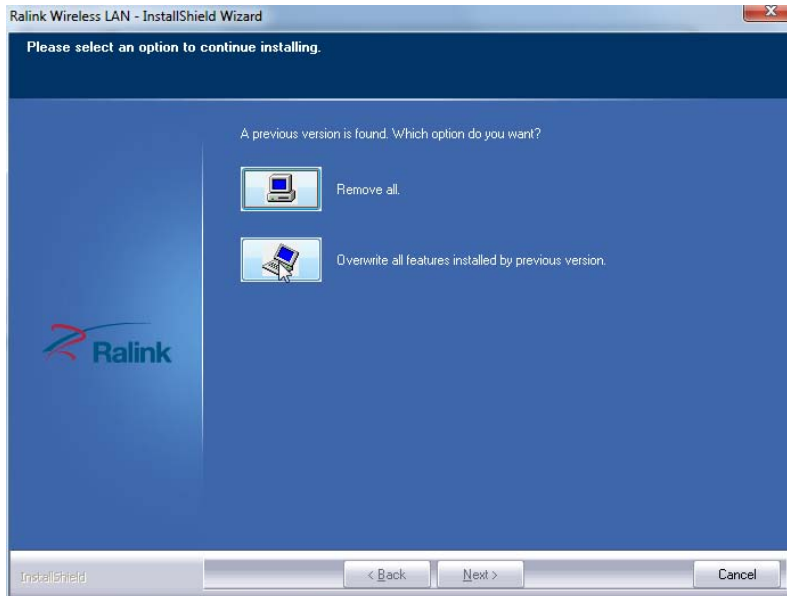 Ralink Wireless LAN - InstallShield Wizard
Please select an option to continue installing.
A previous version is found. Which option do you want?
Remove all.
Overwrite all features installed by previous version.
Ralink
InstallShield
< Back
Next >
Cancel